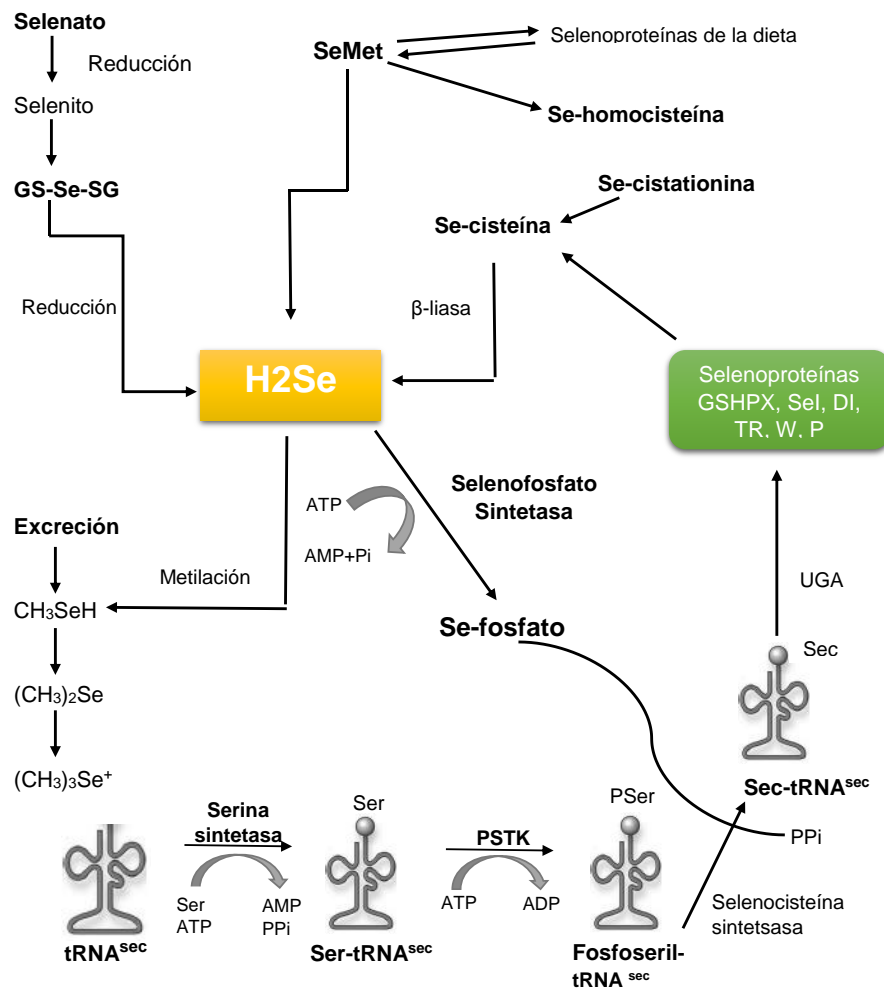 Selenato
Reducción
Selenito
GS-Se-SG
Reducción
SeMet
Selenoproteínas de la dieta
Se-homocisteína
Se-cistationina
Se-cisteína
β-liasa
H2Se
Selenoproteínas
GSHPX, Sel, DI,
TR, W, P
ATP
AMP+Pi
Selenofosfato
Sintetasa
Excreción
Metilación
CH₃SeH
(CH₃)₂Se
(CH₃)₃Se⁺
Se-fosfato
UGA
Sec
Sec-tRNAˢᵉᶜ
PPi
Selenocisteína
sintetsasa
Serina
sintetasa
Ser
ATP
AMP
PPi
tRNAˢᵉᶜ
Ser
Ser-tRNAˢᵉᶜ
PSTK
ATP
ADP
PSer
Fosfoseril-
tRNA ˢᵉᶜ